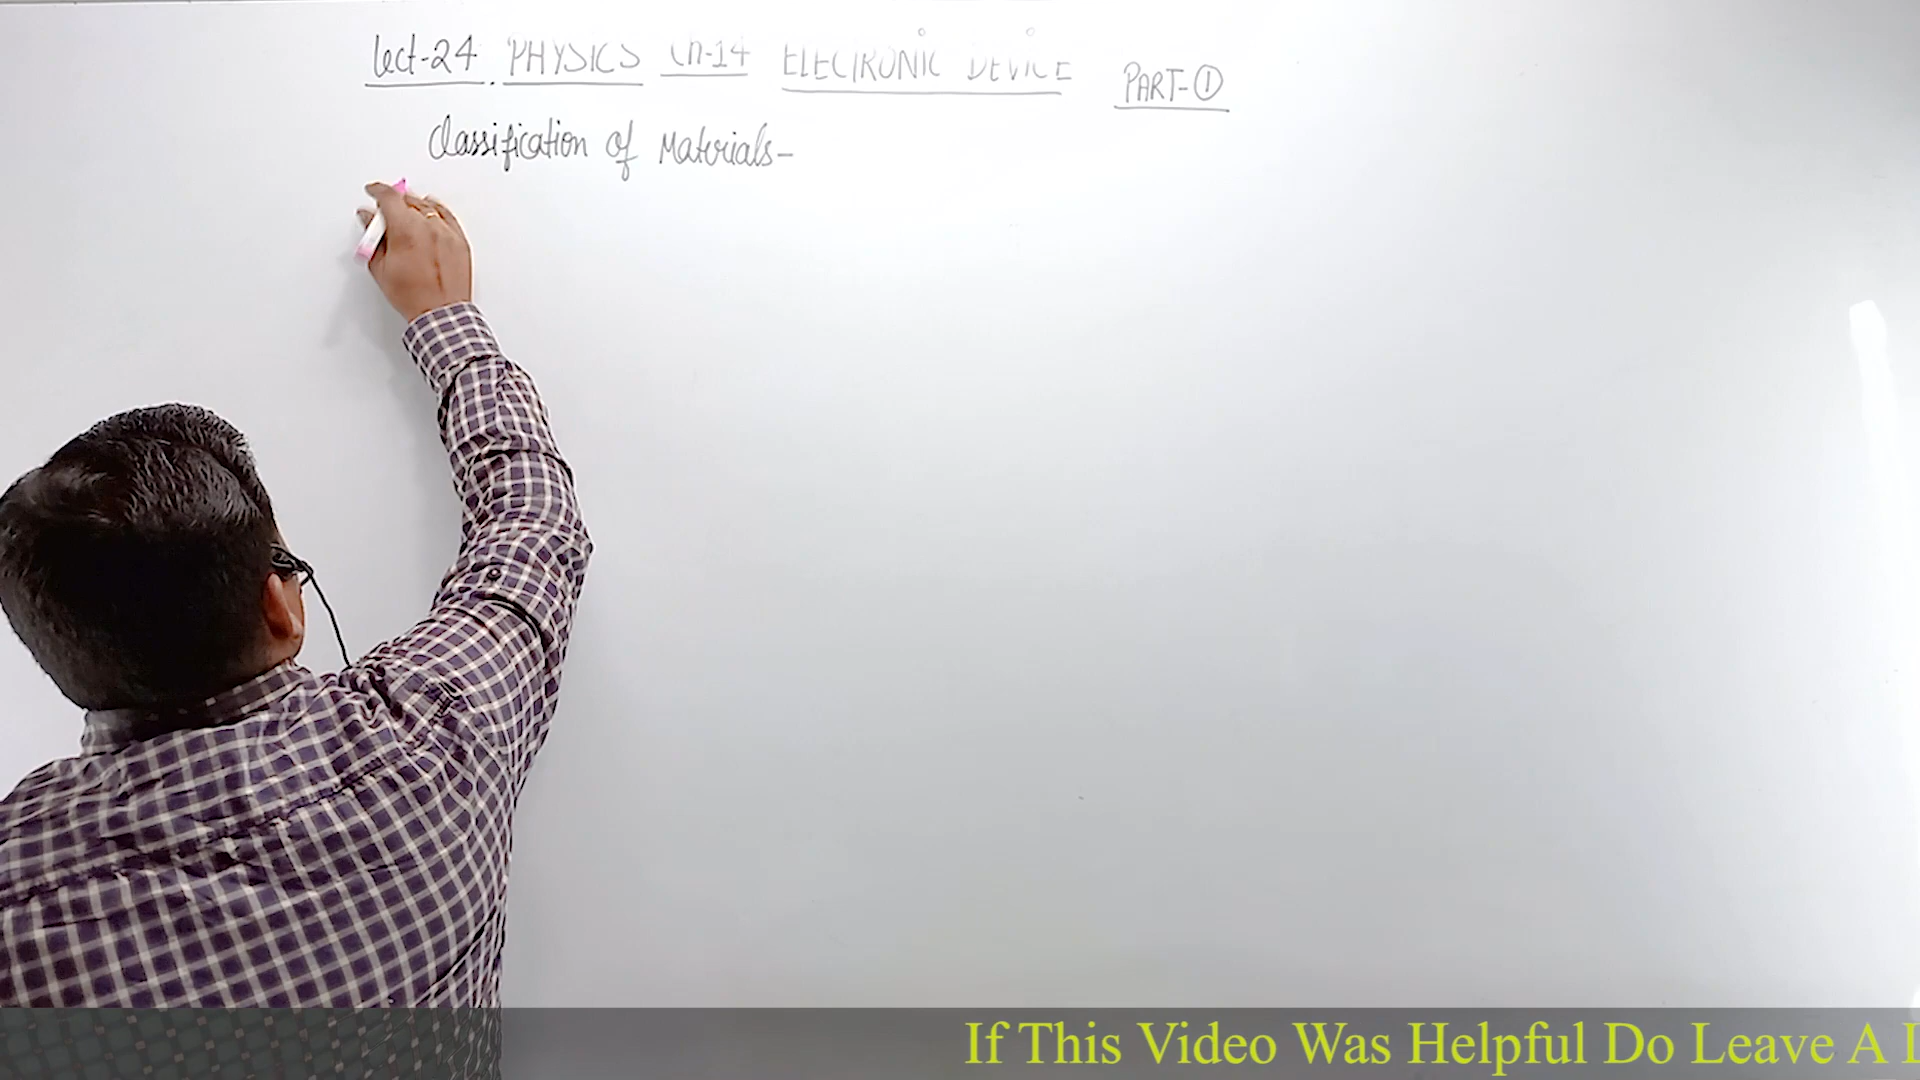 Lect-24. PHYSICS Ch-14 ELECTRONIC DEVICE PART-①
Classification of Materials-
If This Video Was Helpful Do Leave A